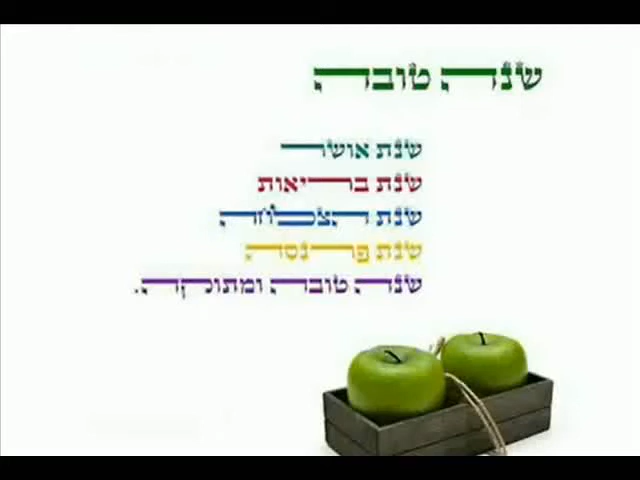 שנה טובה
שנת אושר
שנת בריאות
שנת הצלחה
שנת פרנסה
שנה טובה ומתוקה.